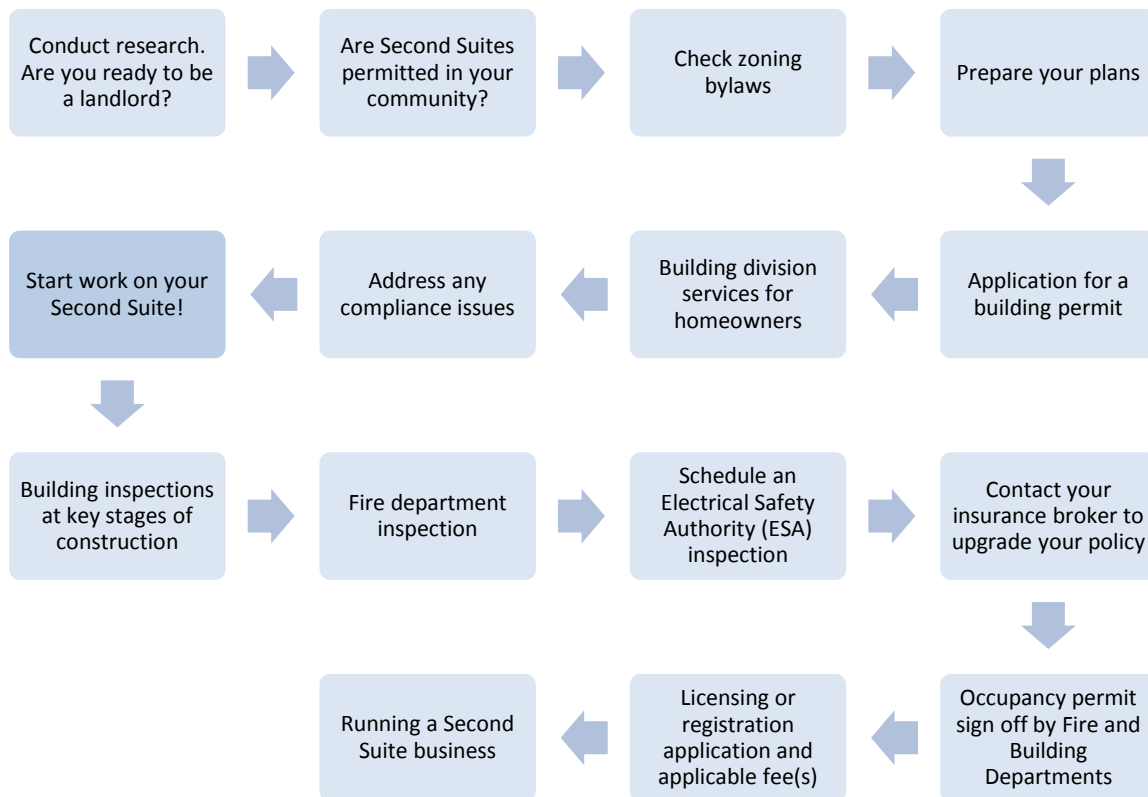 Conduct research.
Are you ready to be
a landlord?
Are Second Suites
permitted in your
community?
Check zoning
bylaws
Prepare your plans
Application for a
building permit
Building division
services for
homeowners
Address any
compliance issues
Start work on your
Second Suite!
Building inspections
at key stages of
construction
Fire department
inspection
Schedule an
Electrical Safety
Authority (ESA)
inspection
Contact your
insurance broker to
upgrade your policy
Occupancy permit
sign off by Fire and
Building
Departments
Licensing or
registration
application and
applicable fee(s)
Running a Second
Suite business